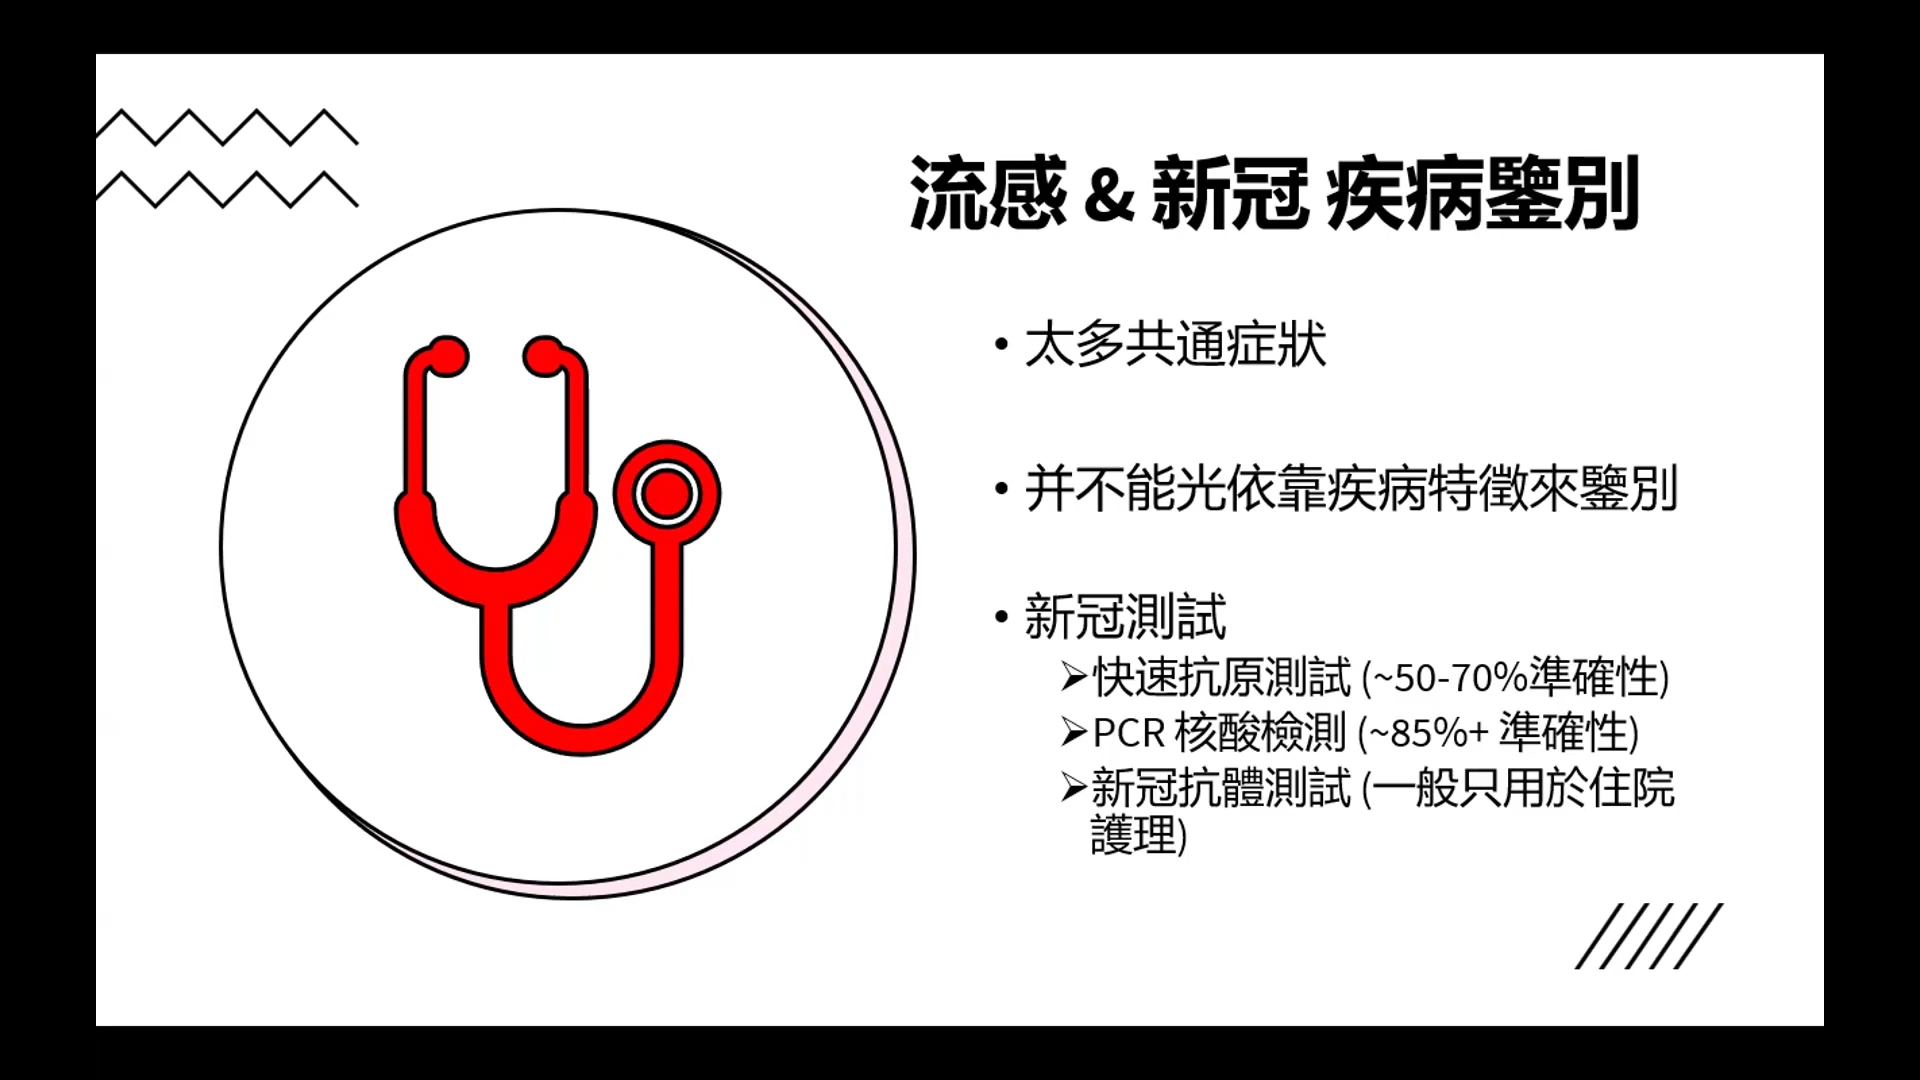 流感 & 新冠 疾病鑒別
• 太多共通症狀
• 并不能光依靠疾病特徵來鑒別
• 新冠測試
➢快速抗原測試 (~50-70%準確性)
➢PCR 核酸檢測 (~85%+ 準確性)
➢新冠抗體測試 (一般只用於住院
護理)